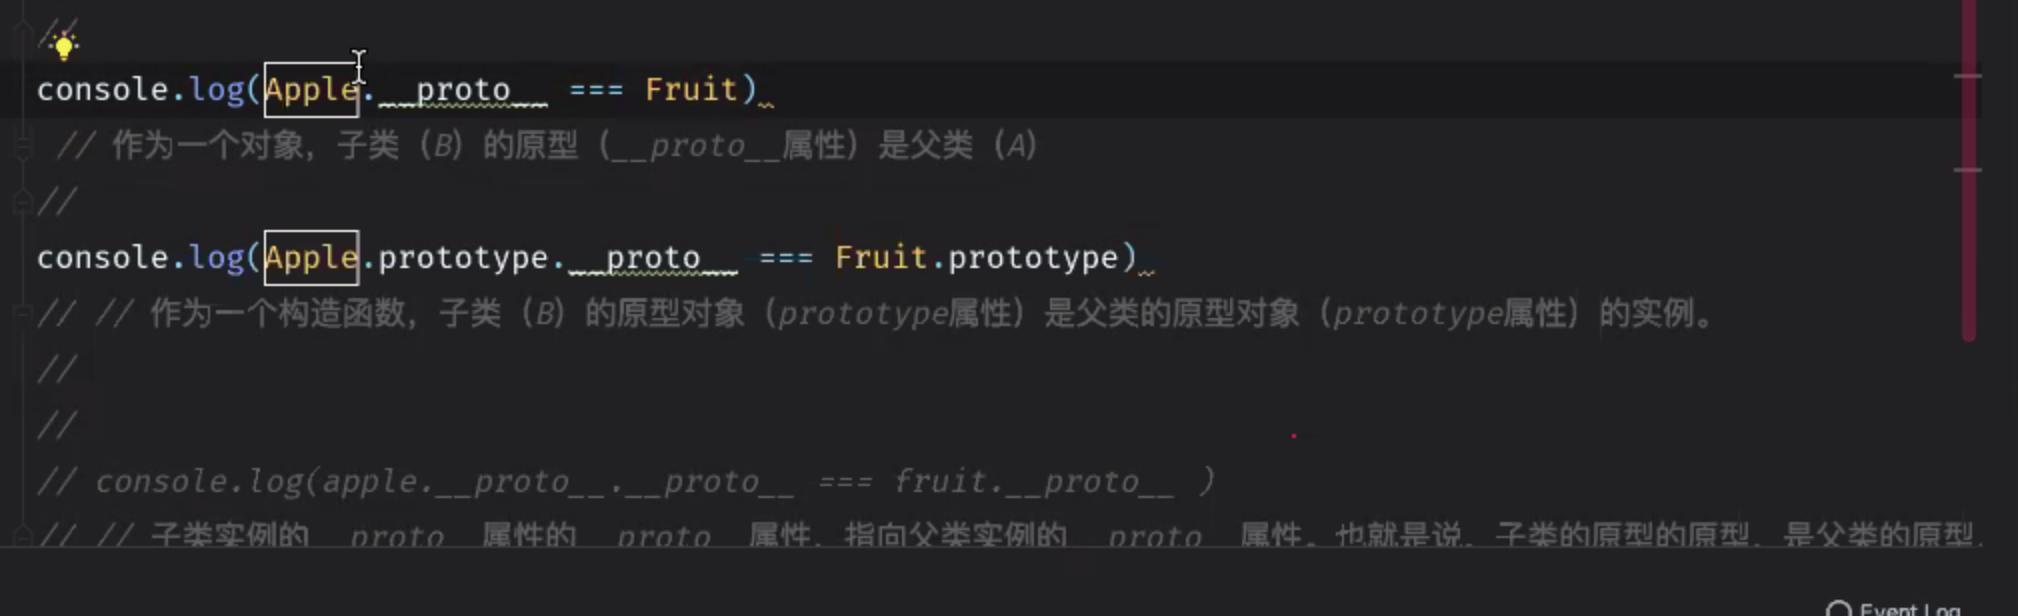 //
console.log(Apple.__proto__ === Fruit)
// 作为一个对象，子类（B）的原型（__proto__属性）是父类（A）
//
console.log(Apple.prototype.__proto__ === Fruit.prototype)
// // 作为一个构造函数，子类（B）的原型对象（prototype属性）是父类的原型对象（prototype属性）的实例。
//
//
// console.log(apple.__proto__.__proto__ === fruit.__proto__ )
// // 子类实例的__proto__属性的__proto__属性，指向父类实例的__proto__属性。也就是说，子类的原型的原型，是父类的原型，
Event Log